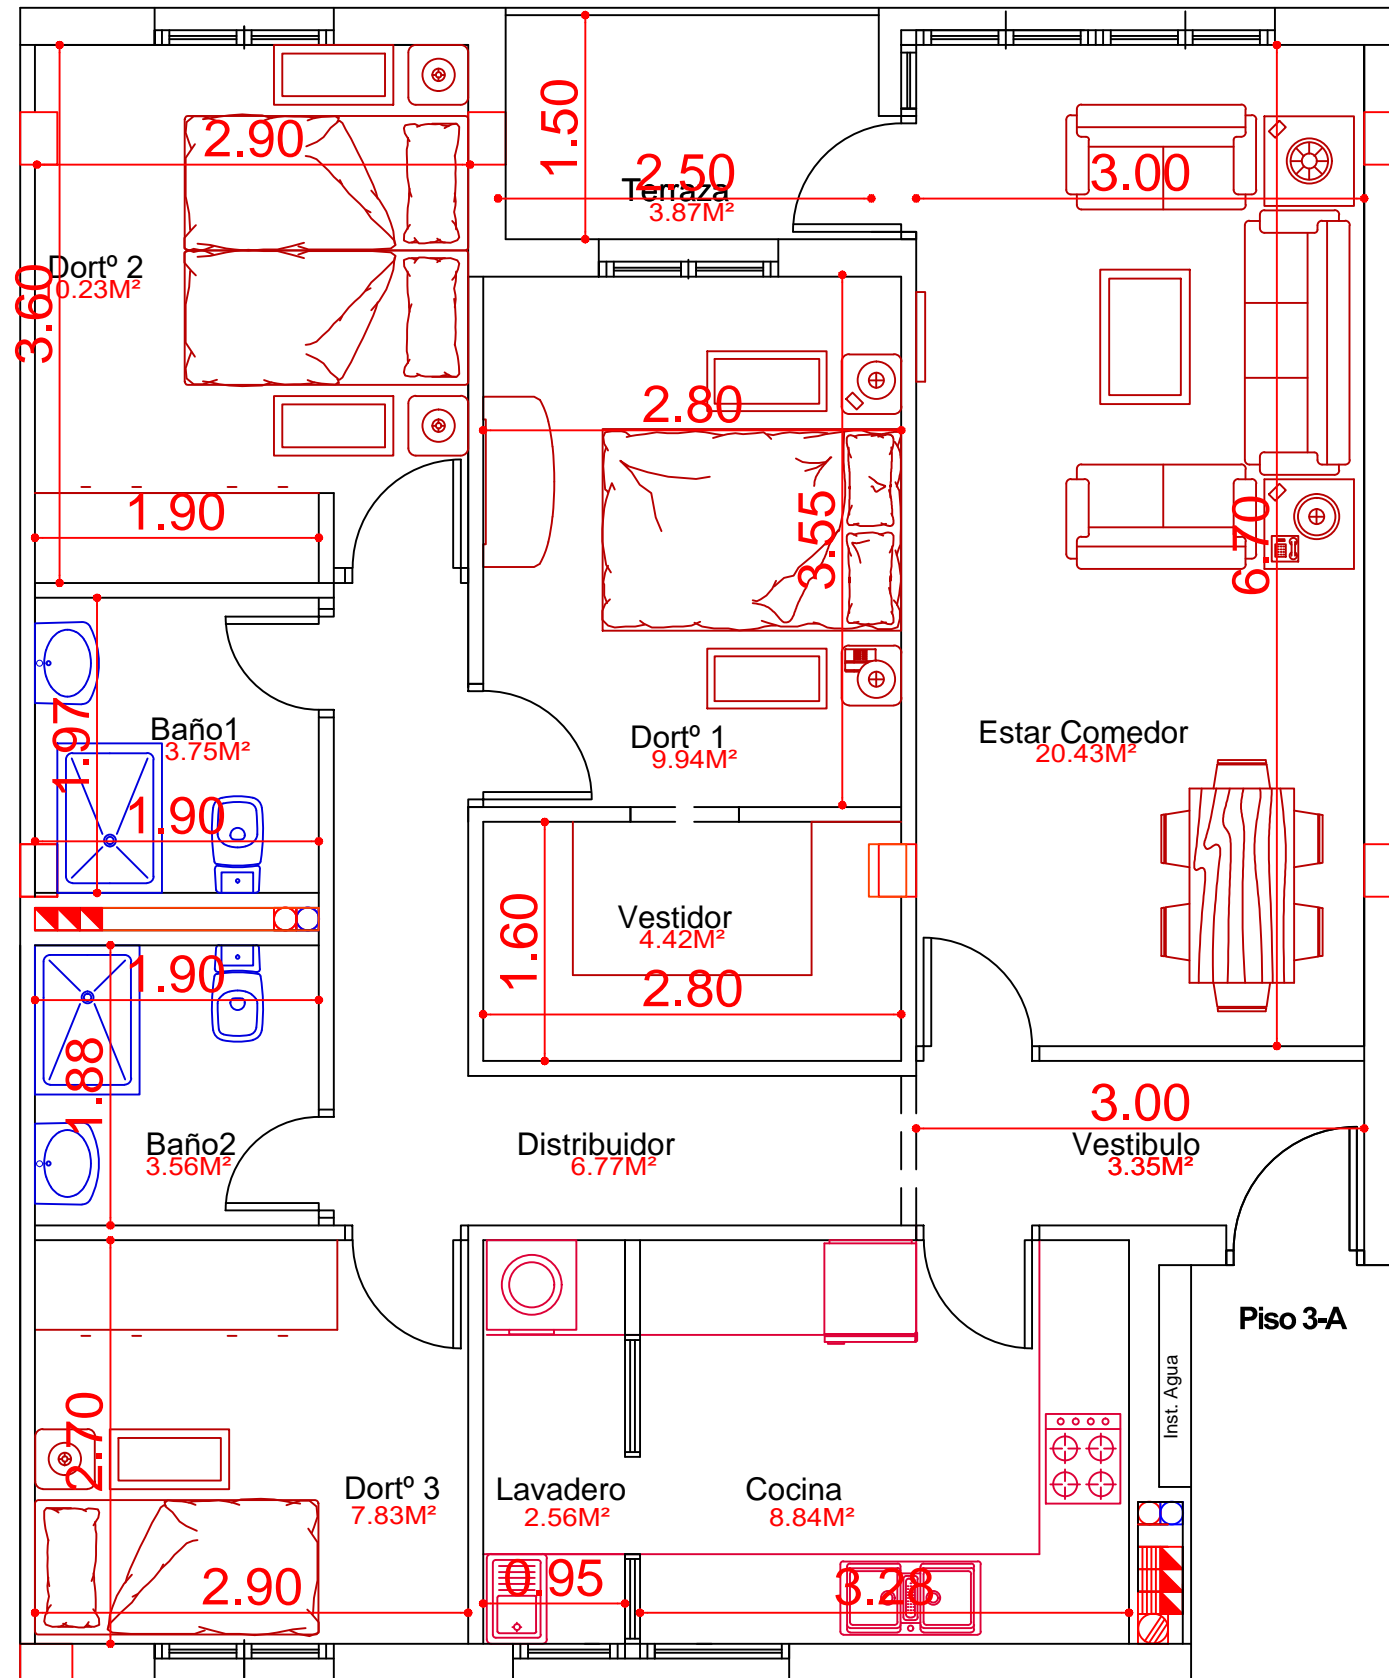 1.50
2.90
2.50
3.00
Terraza
3.87M²
Dortº 2
0.23M²
3.60
2.80
1.90
3.55
6.70
1.97
Baño1
3.75M²
Dortº 1
9.94M²
Estar Comedor
20.43M²
1.90
Vestidor
4.42M²
1.60
1.90
2.80
1.88
3.00
Baño2
3.56M²
Distribuidor
6.77M²
Vestibulo
3.35M²
Piso 3-A
Inst. Agua
2.70
Dortº 3
7.83M²
Lavadero
2.56M²
Cocina
8.84M²
2.90
0.95
3.28